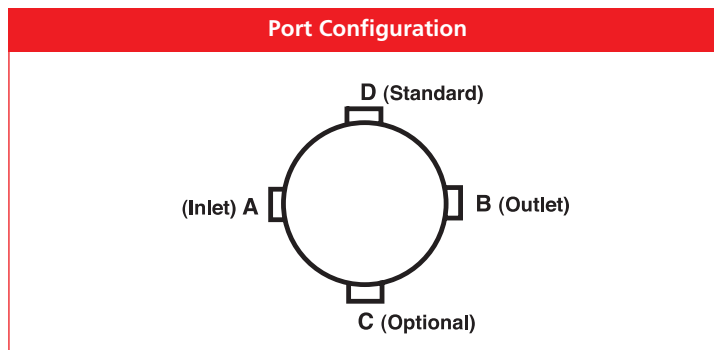 Port Configuration
D (Standard)
(Inlet) A
B (Outlet)
C (Optional)